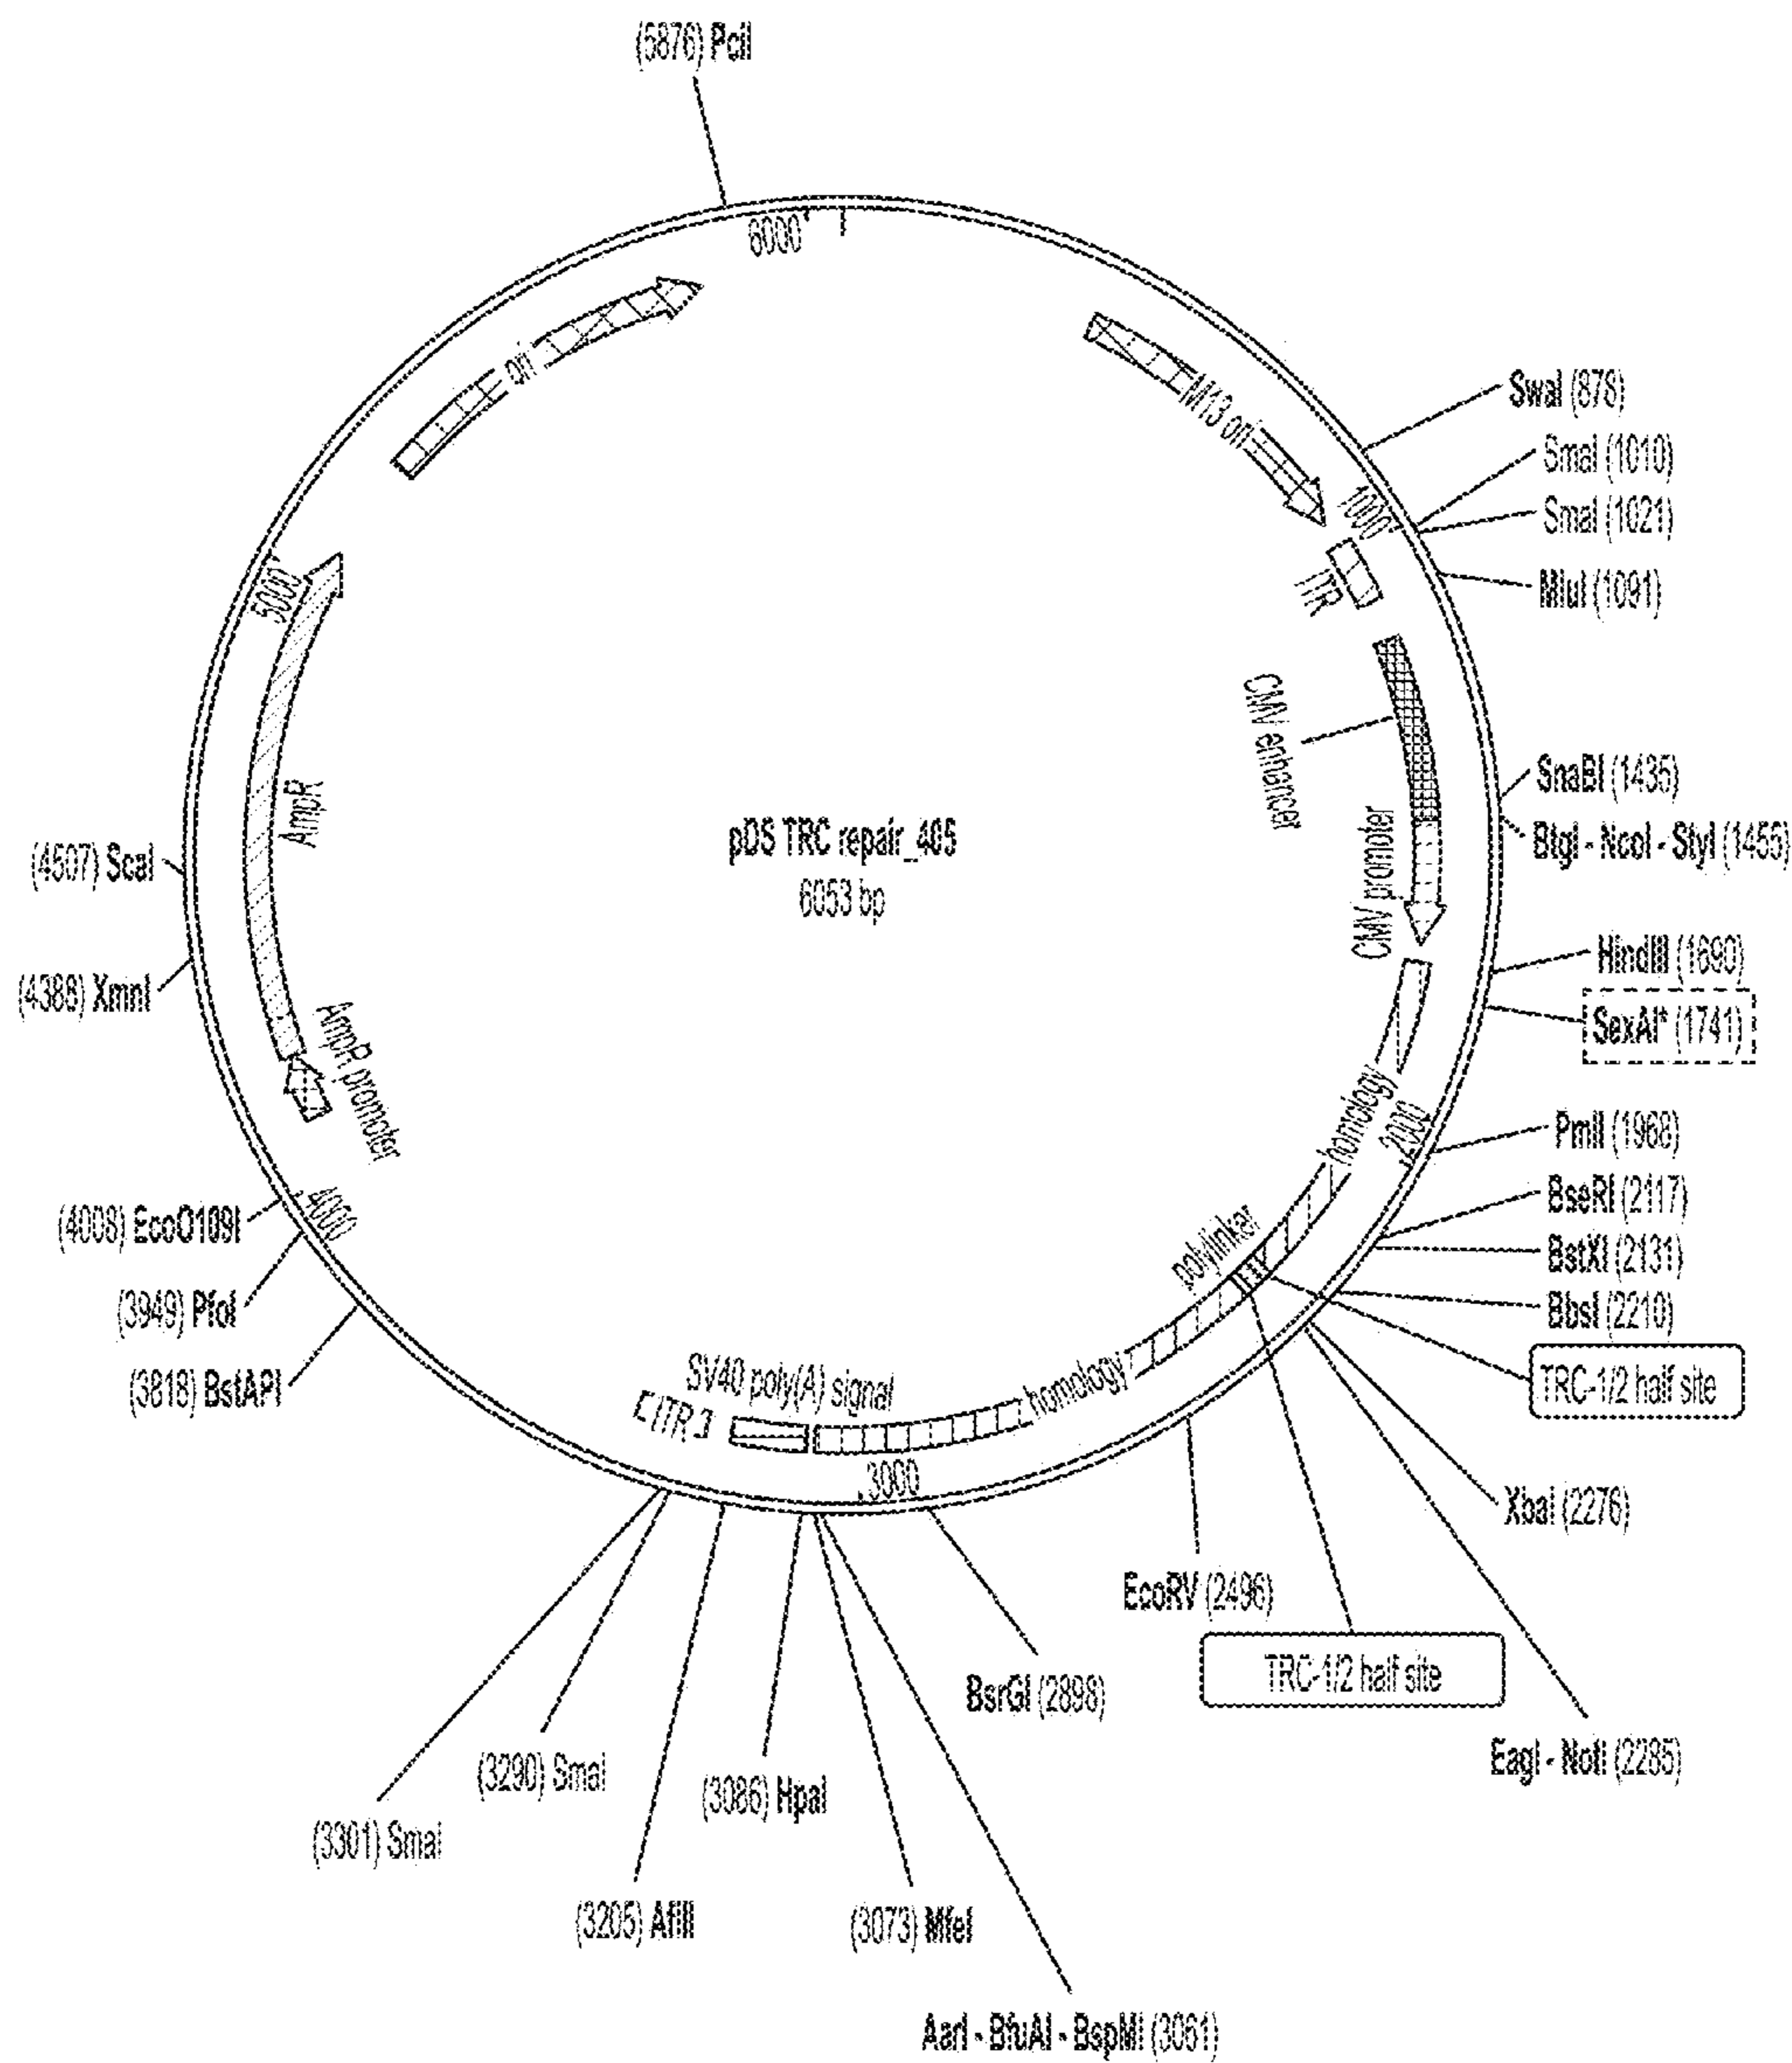 (5876) PciI
6000
ori
M13 ori
SwaI (878)
SmaI (1010)
SmaI (1021)
1000
MluI (1091)
ITR
5000
CMV enhancer
SnaBI (1435)
BtgI - NcoI - StyI (1455)
CMV promoter
AmpR
pDS TRC repair_405
6053 bp
(4507) ScaI
HindIII (1690)
(4388) XmnI
SexAI* (1741)
AmpR promoter
homology
2000
PmlI (1968)
BseRI (2117)
(4008) EcoO109I
4000
polylinker
BstXI (2131)
(3949) PfoI
BbsI (2210)
(3818) BstAPI
SV40 poly(A) signal
homology
TRC-1/2 half site
ITR
3000
XbaI (2276)
EcoRV (2496)
TRC-1/2 half site
BsrGI (2898)
EagI - NotI (2285)
(3290) SmaI
(3086) HpaI
(3301) SmaI
(3205) AflII
(3073) MfeI
AarI - BfuAI - BspMI (3061)